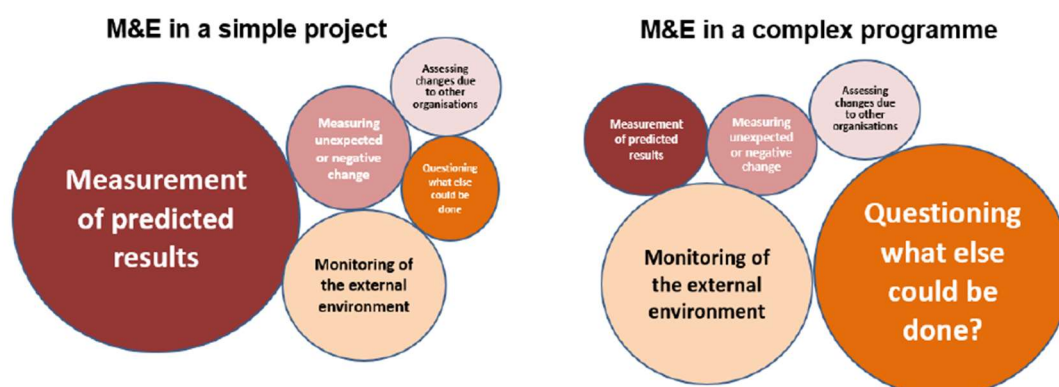 M&E in a simple project
Measurement
of predicted
results
Measuring
unexpected
or negative
change
Assessing
changes due
to other
organisations
Questioning
what else
could be
done
Monitoring of
the external
environment
M&E in a complex programme
Measurement
of predicted
results
Measuring
unexpected
or negative
change
Assessing
changes due
to other
organisations
Monitoring of
the external
environment
Questioning
what else
could be
done?